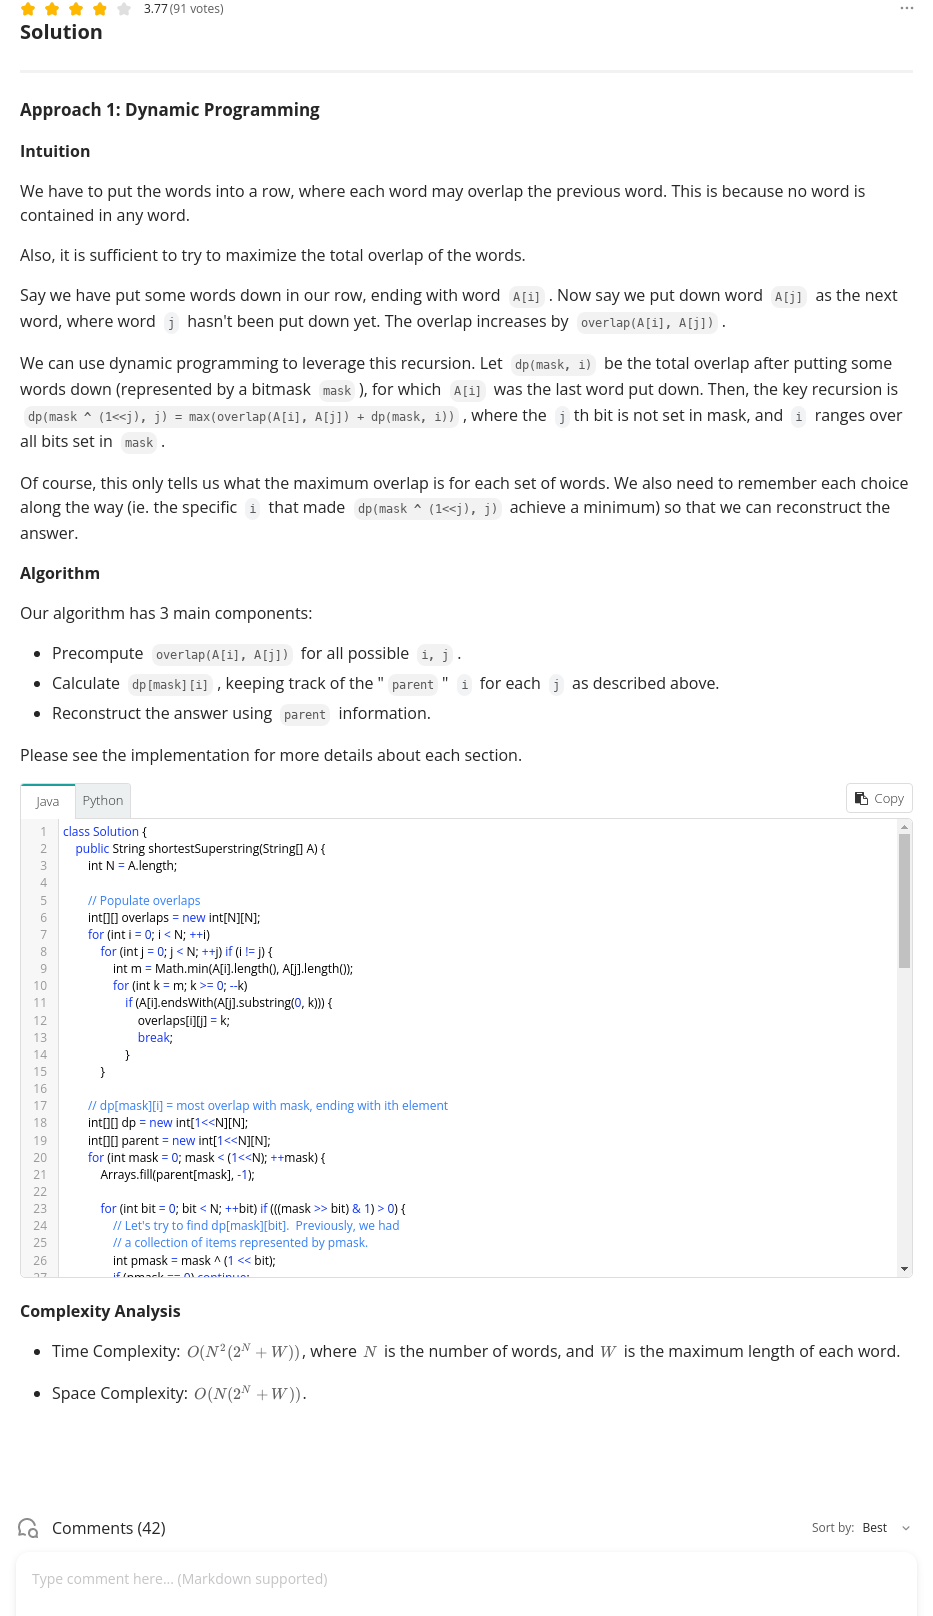 3.77 (91 votes)
Solution
Approach 1: Dynamic Programming
Intuition
We have to put the words into a row, where each word may overlap the previous word. This is because no word is
contained in any word.
Also, it is sufficient to try to maximize the total overlap of the words.
Say we have put some words down in our row, ending with word A[i] . Now say we put down word A[j] as the next
word, where word j hasn't been put down yet. The overlap increases by overlap(A[i], A[j]) .
We can use dynamic programming to leverage this recursion. Let dp(mask, i) be the total overlap after putting some
words down (represented by a bitmask mask ), for which A[i] was the last word put down. Then, the key recursion is
dp(mask ^ (1<<j), j) = max(overlap(A[i], A[j]) + dp(mask, i)) , where the j th bit is not set in mask, and i ranges over
all bits set in mask .
Of course, this only tells us what the maximum overlap is for each set of words. We also need to remember each choice
along the way (ie. the specific i that made dp(mask ^ (1<<j), j) achieve a minimum) so that we can reconstruct the
answer.
Algorithm
Our algorithm has 3 main components:
• Precompute overlap(A[i], A[j]) for all possible i, j .
• Calculate dp[mask][i] , keeping track of the " parent " i for each j as described above.
• Reconstruct the answer using parent information.
Please see the implementation for more details about each section.
Java Python Copy
1 class Solution {
2 public String shortestSuperstring(String[] A) {
3 int N = A.length;
4
5 // Populate overlaps
6 int[][] overlaps = new int[N][N];
7 for (int i = 0; i < N; ++i)
8 for (int j = 0; j < N; ++j) if (i != j) {
9 int m = Math.min(A[i].length(), A[j].length());
10 for (int k = m; k >= 0; --k)
11 if (A[i].endsWith(A[j].substring(0, k))) {
12 overlaps[i][j] = k;
13 break;
14 }
15 }
16
17 // dp[mask][i] = most overlap with mask, ending with ith element
18 int[][] dp = new int[1<<N][N];
19 int[][] parent = new int[1<<N][N];
20 for (int mask = 0; mask < (1<<N); ++mask) {
21 Arrays.fill(parent[mask], -1);
22
23 for (int bit = 0; bit < N; ++bit) if (((mask >> bit) & 1) > 0) {
24 // Let's try to find dp[mask][bit]. Previously, we had
25 // a collection of items represented by pmask.
26 int pmask = mask ^ (1 << bit);
27 if (pmask == 0) continue;
Complexity Analysis
• Time Complexity: O(N²(2^N + W)), where N is the number of words, and W is the maximum length of each word.
• Space Complexity: O(N(2^N + W)).
Comments (42) Sort by: Best
Type comment here... (Markdown supported)